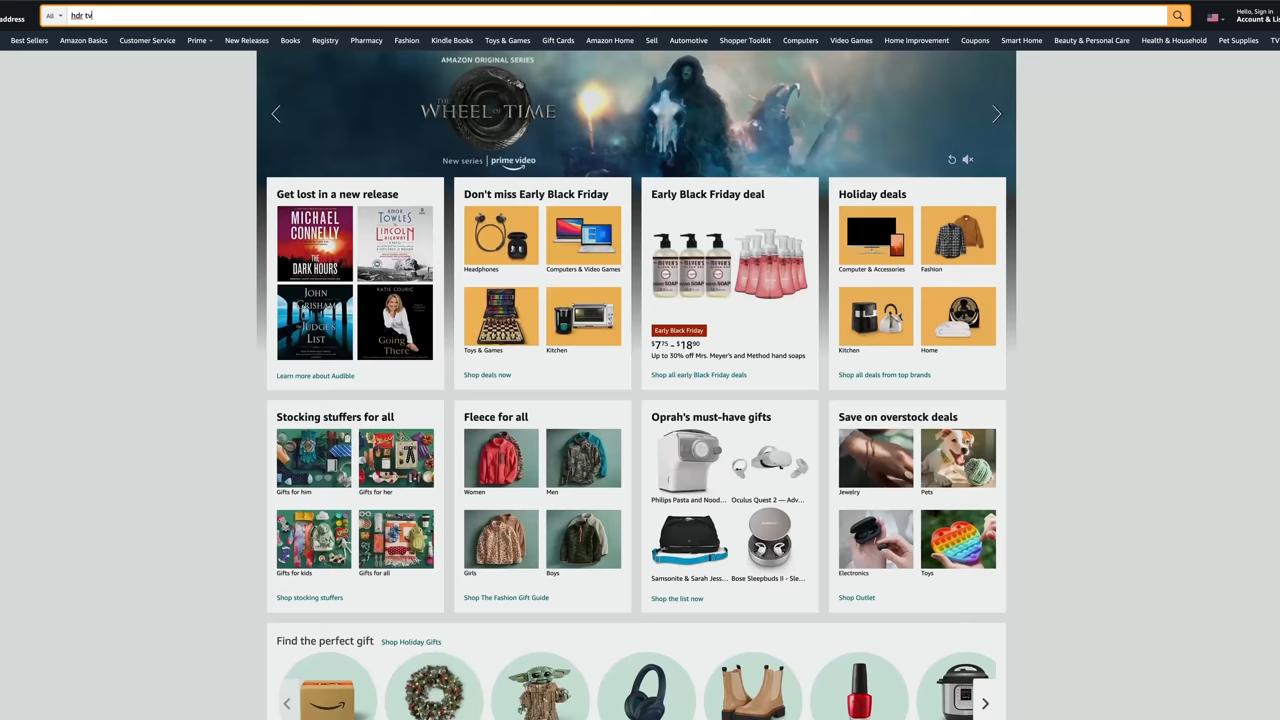 address
All
hdr tv
Hello, Sign in
Account & Lis
Best Sellers Amazon Basics Customer Service Prime New Releases Books Registry Pharmacy Fashion Kindle Books Toys & Games Gift Cards Amazon Home Sell Automotive Shopper Toolkit Computers Video Games Home Improvement Coupons Smart Home Beauty & Personal Care Health & Household Pet Supplies TV
AMAZON ORIGINAL SERIES
THE
WHEEL OF TIME
New series | prime video
Get lost in a new release
MICHAEL
CONNELLY
THE
DARK HOURS
AMOR
TOWLES
THE
LINCOLN
HIGHWAY
JOHN
GRISHAM
THE
JUDGE'S
LIST
KATIE COURIC
Going
There
Learn more about Audible
Don't miss Early Black Friday
Headphones
Computers & Video Games
Toys & Games
Kitchen
Shop deals now
Early Black Friday deal
Early Black Friday
$7.75 - $18.90
Up to 30% off Mrs. Meyer's and Method hand soaps
Shop all early Black Friday deals
Holiday deals
Computer & Accessories
Fashion
Kitchen
Home
Shop all deals from top brands
Stocking stuffers for all
Gifts for him
Gifts for her
Gifts for kids
Gifts for all
Shop stocking stuffers
Fleece for all
Women
Men
Girls
Boys
Shop The Fashion Gift Guide
Oprah's must-have gifts
Philips Pasta and Nood...
Oculus Quest 2 — Adv...
Samsonite & Sarah Jess...
Bose Sleepbuds II - Sle...
Shop the list now
Save on overstock deals
Jewelry
Pets
Electronics
Toys
Shop Outlet
Find the perfect gift
Shop Holiday Gifts